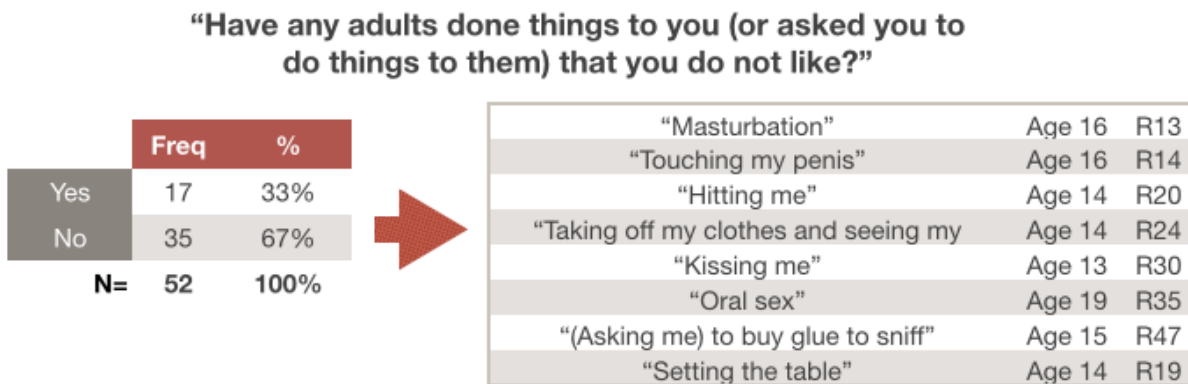 “Have any adults done things to you (or asked you to
do things to them) that you do not like?”
Freq %
Yes 17 33%
No 35 67%
N= 52 100%
“Masturbation” Age 16 R13
“Touching my penis” Age 16 R14
“Hitting me” Age 14 R20
“Taking off my clothes and seeing my Age 14 R24
“Kissing me” Age 13 R30
“Oral sex” Age 19 R35
“(Asking me) to buy glue to sniff” Age 15 R47
“Setting the table” Age 14 R19